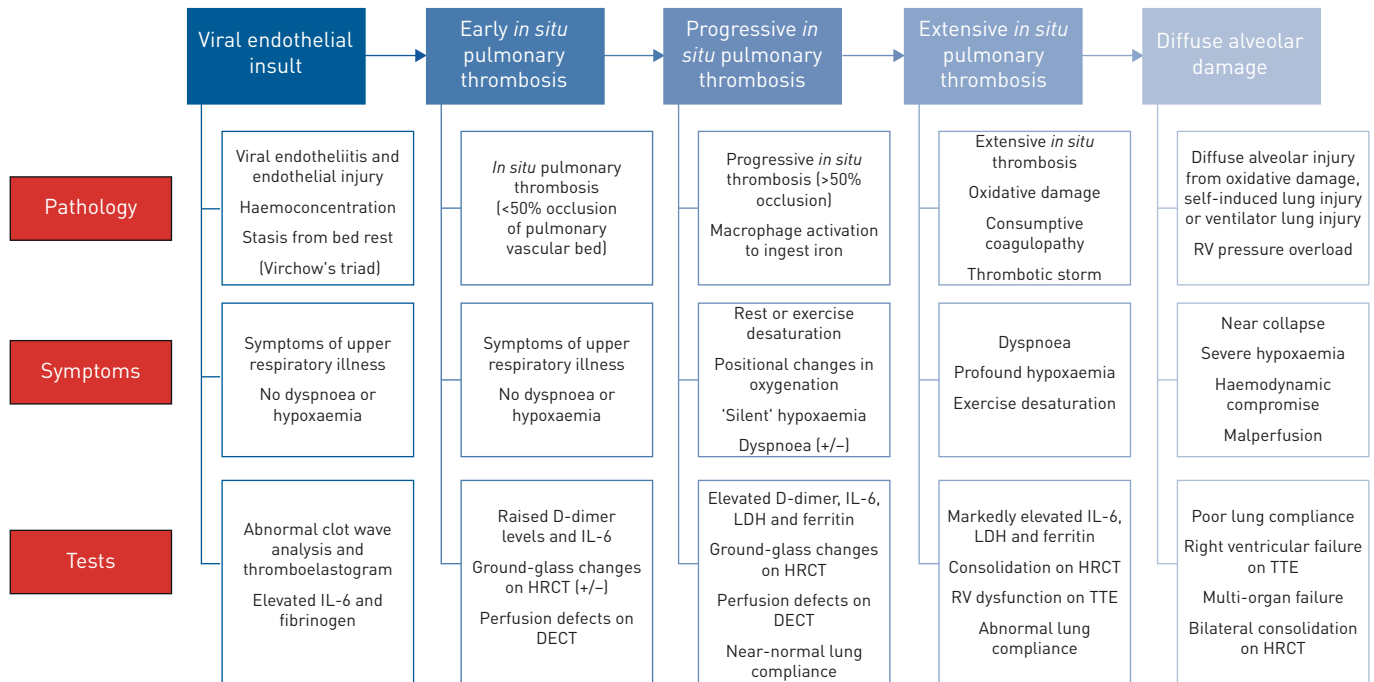 Viral endothelial
insult
Early in situ
pulmonary
thrombosis
Progressive in
situ pulmonary
thrombosis
Extensive in situ
pulmonary
thrombosis
Diffuse alveolar
damage
Pathology
Viral endotheliitis and
endothelial injury
Haemoconcentration
Stasis from bed rest
(Virchow's triad)
In situ pulmonary
thrombosis
(<50% occlusion
of pulmonary
vascular bed)
Progressive in situ
thrombosis (>50%
occlusion)
Macrophage activation
to ingest iron
Extensive in situ
thrombosis
Oxidative damage
Consumptive
coagulopathy
Thrombotic storm
Diffuse alveolar injury
from oxidative damage,
self-induced lung injury
or ventilator lung injury
RV pressure overload
Symptoms
Symptoms of upper
respiratory illness
No dyspnoea or
hypoxaemia
Symptoms of upper
respiratory illness
No dyspnoea or
hypoxaemia
Rest or exercise
desaturation
Positional changes in
oxygenation
'Silent' hypoxaemia
Dyspnoea (+/–)
Dyspnoea
Profound hypoxaemia
Exercise desaturation
Near collapse
Severe hypoxaemia
Haemodynamic
compromise
Malperfusion
Tests
Abnormal clot wave
analysis and
thromboelastogram
Elevated IL-6 and
fibrinogen
Raised D-dimer
levels and IL-6
Ground-glass changes
on HRCT (+/–)
Perfusion defects on
DECT
Elevated D-dimer, IL-6,
LDH and ferritin
Ground-glass changes
on HRCT
Perfusion defects on
DECT
Near-normal lung
compliance
Markedly elevated IL-6,
LDH and ferritin
Consolidation on HRCT
RV dysfunction on TTE
Abnormal lung
compliance
Poor lung compliance
Right ventricular failure
on TTE
Multi-organ failure
Bilateral consolidation
on HRCT